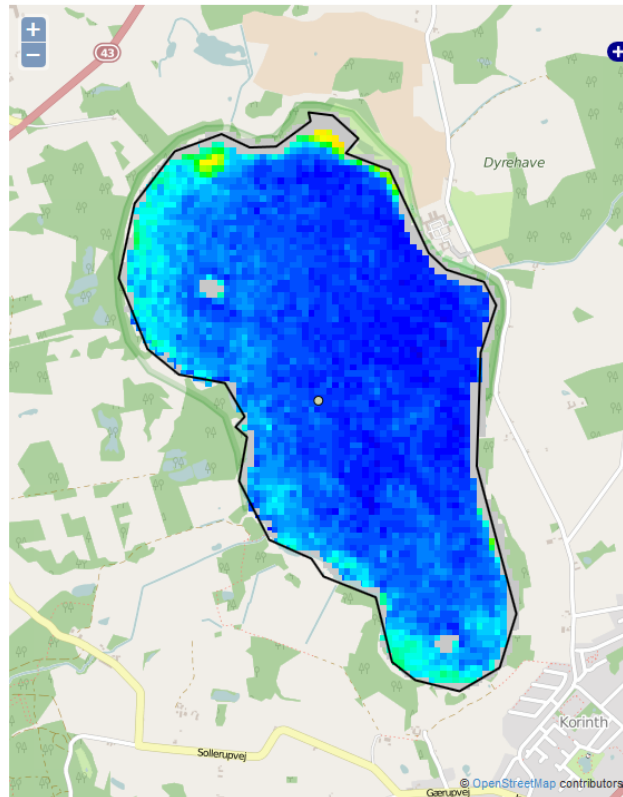 +
−
43
+
Dyrehave
Korinth
Sollerupvej
Gærupvej
© OpenStreetMap contributors